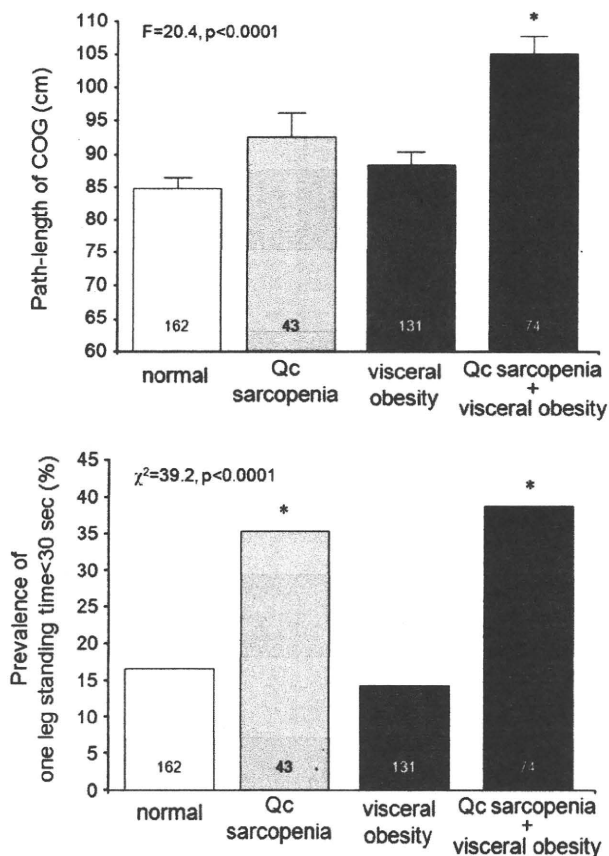 110
F=20.4, p<0.0001
*
105
100
95
90
85
80
75
70
65
60
Path-length of COG (cm)
162
43
131
74
normal
Qc
sarcopenia
visceral
obesity
Qc sarcopenia
+
visceral obesity
45
χ²=39.2, p<0.0001
*
*
40
35
30
25
20
15
10
5
0
Prevalence of
one leg standing time<30 sec (%)
162
43
131
74
normal
Qc
sarcopenia
visceral
obesity
Qc sarcopenia
+
visceral obesity